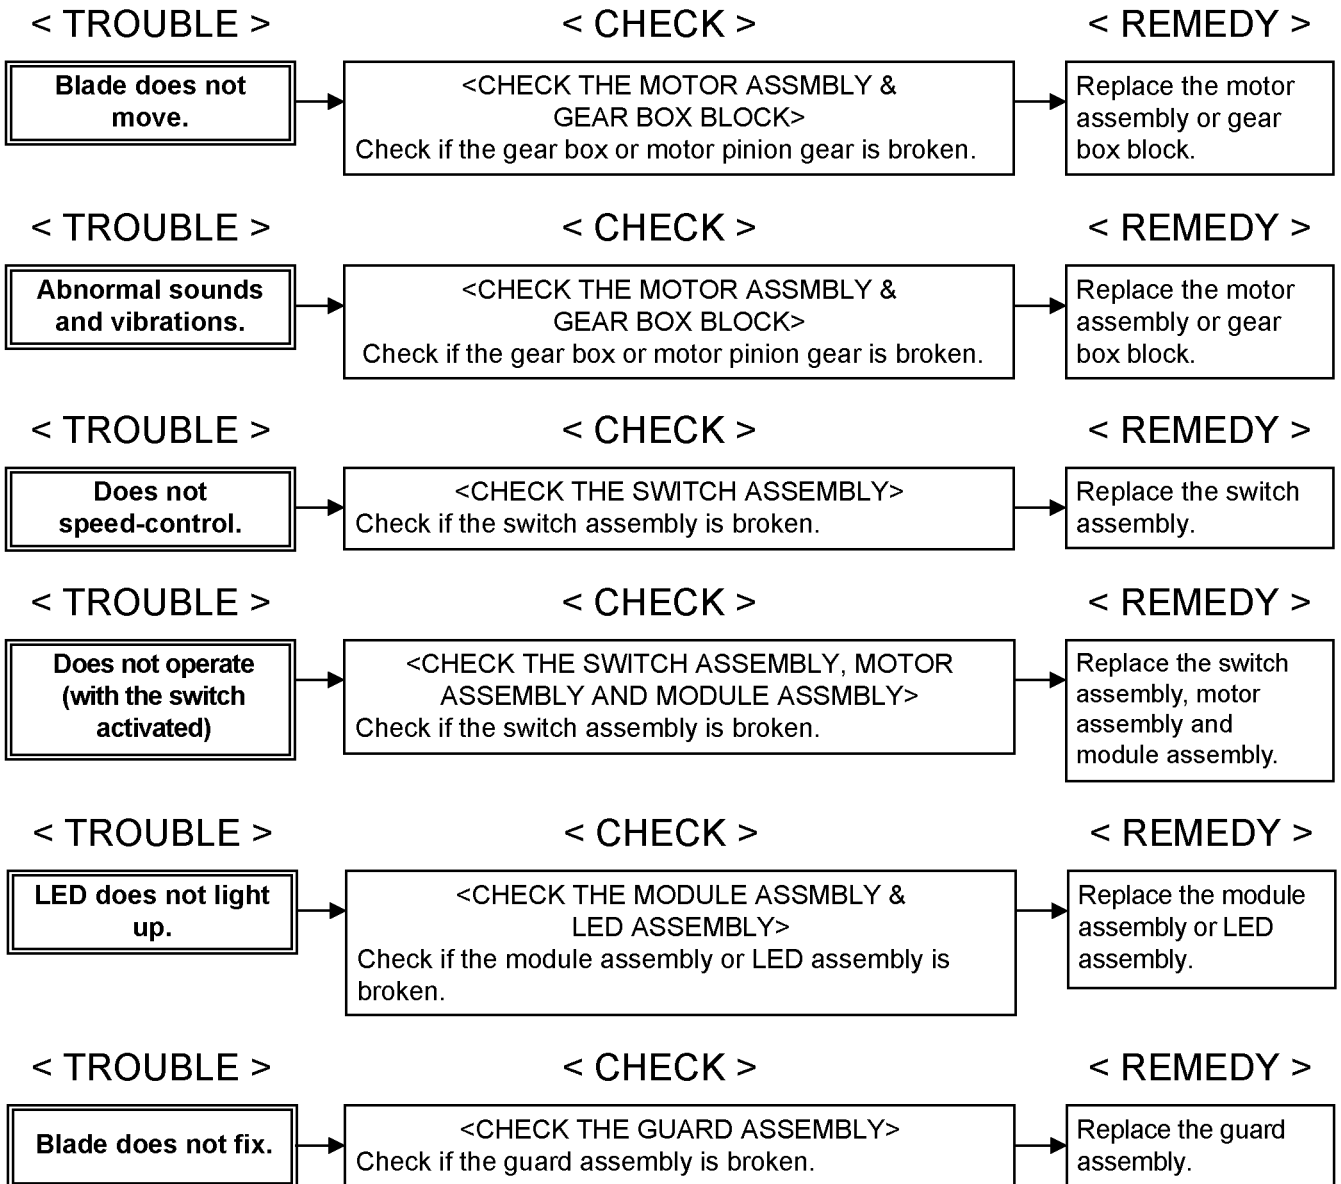 < TROUBLE >
< CHECK >
< REMEDY >
Blade does not
move.
<CHECK THE MOTOR ASSMBLY &
GEAR BOX BLOCK>
Check if the gear box or motor pinion gear is broken.
Replace the motor
assembly or gear
box block.
< TROUBLE >
< CHECK >
< REMEDY >
Abnormal sounds
and vibrations.
<CHECK THE MOTOR ASSMBLY &
GEAR BOX BLOCK>
Check if the gear box or motor pinion gear is broken.
Replace the motor
assembly or gear
box block.
< TROUBLE >
< CHECK >
< REMEDY >
Does not
speed-control.
<CHECK THE SWITCH ASSEMBLY>
Check if the switch assembly is broken.
Replace the switch
assembly.
< TROUBLE >
< CHECK >
< REMEDY >
Does not operate
(with the switch
activated)
<CHECK THE SWITCH ASSEMBLY, MOTOR
ASSEMBLY AND MODULE ASSMBLY>
Check if the switch assembly is broken.
Replace the switch
assembly, motor
assembly and
module assembly.
< TROUBLE >
< CHECK >
< REMEDY >
LED does not light
up.
<CHECK THE MODULE ASSMBLY &
LED ASSEMBLY>
Check if the module assembly or LED assembly is
broken.
Replace the module
assembly or LED
assembly.
< TROUBLE >
< CHECK >
< REMEDY >
Blade does not fix.
<CHECK THE GUARD ASSEMBLY>
Check if the guard assembly is broken.
Replace the guard
assembly.